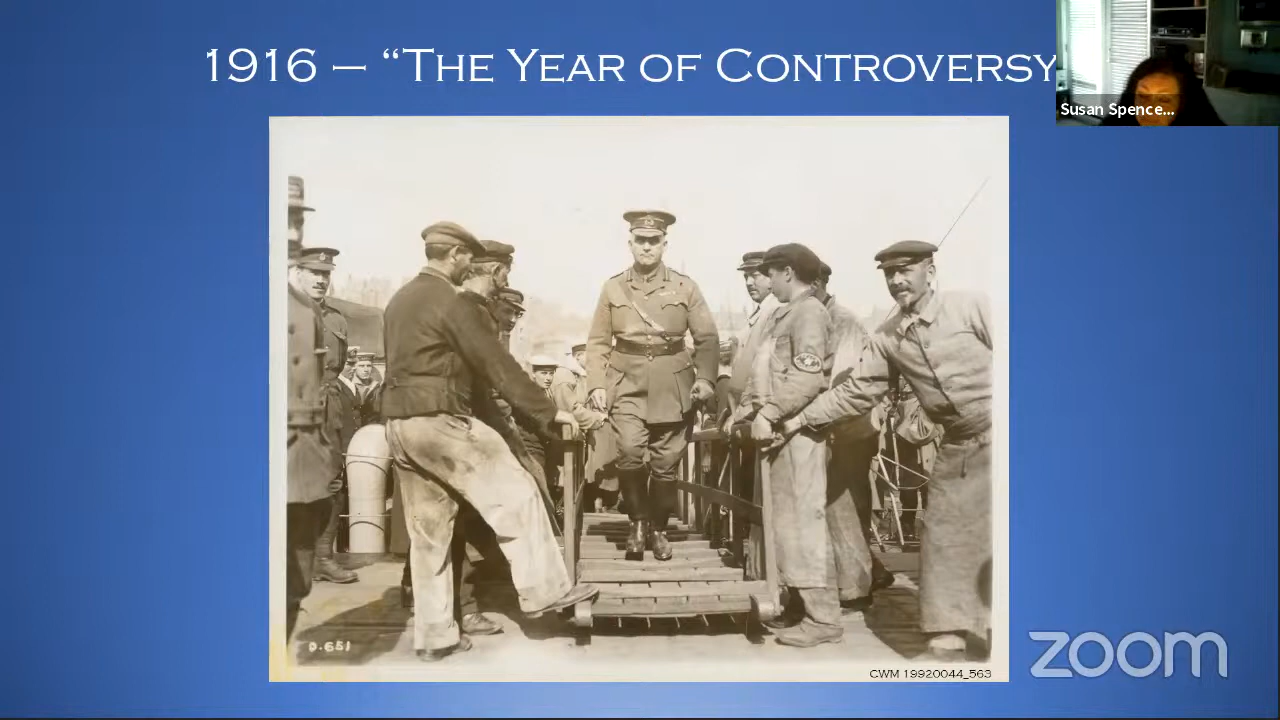 1916 – “The Year of Controversy
Susan Spence...
O-651
CWM 19920044_563
zoom